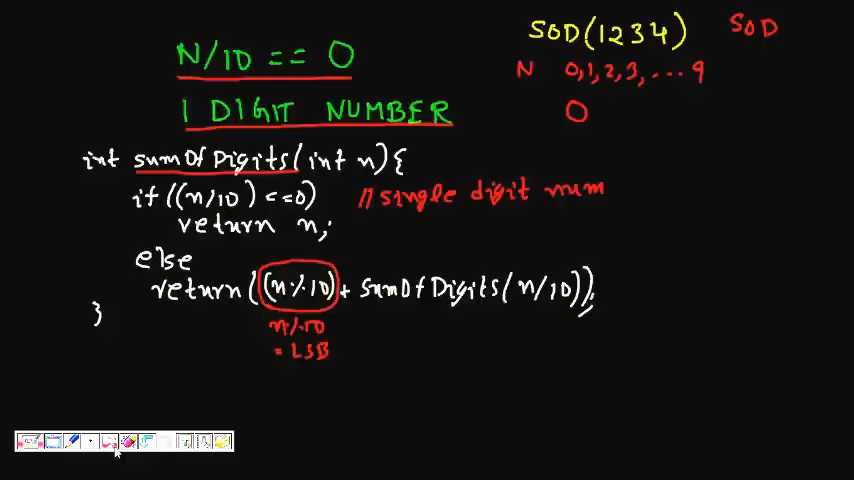 SOD(1234) SOD
N/10 == 0
N 0,1,2,3,....9
1 DIGIT NUMBER
0
int sumOfDigits(int n){
if((n/10)==0) //single digit num
return n;
else
return((n%10)+sumOfDigits(n/10));
}
n%10
=LSB